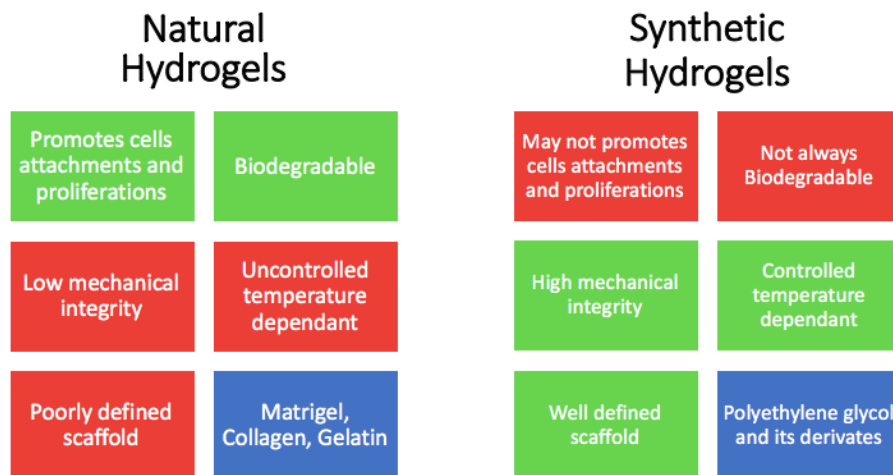 Natural
Hydrogels
Promotes cells
attachments and
proliferations
Biodegradable
Low mechanical
integrity
Uncontrolled
temperature
dependant
Poorly defined
scaffold
Matrigel,
Collagen, Gelatin
Synthetic
Hydrogels
May not promotes
cells attachments
and proliferations
Not always
Biodegradable
High mechanical
integrity
Controlled
temperature
dependant
Well defined
scaffold
Polyethylene glycol
and its derivates